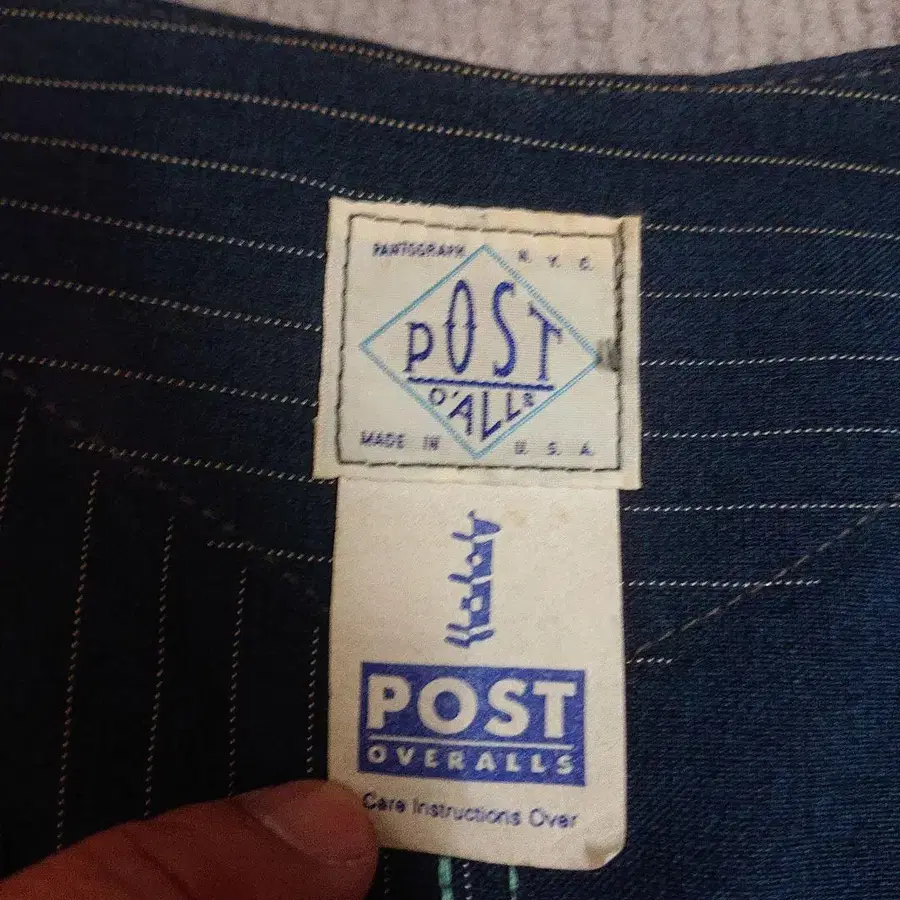 PANTOGRAPH N. Y. C.
POST
O'ALLS
MADE IN U. S. A.
POST
OVERALLS
Care Instructions Over